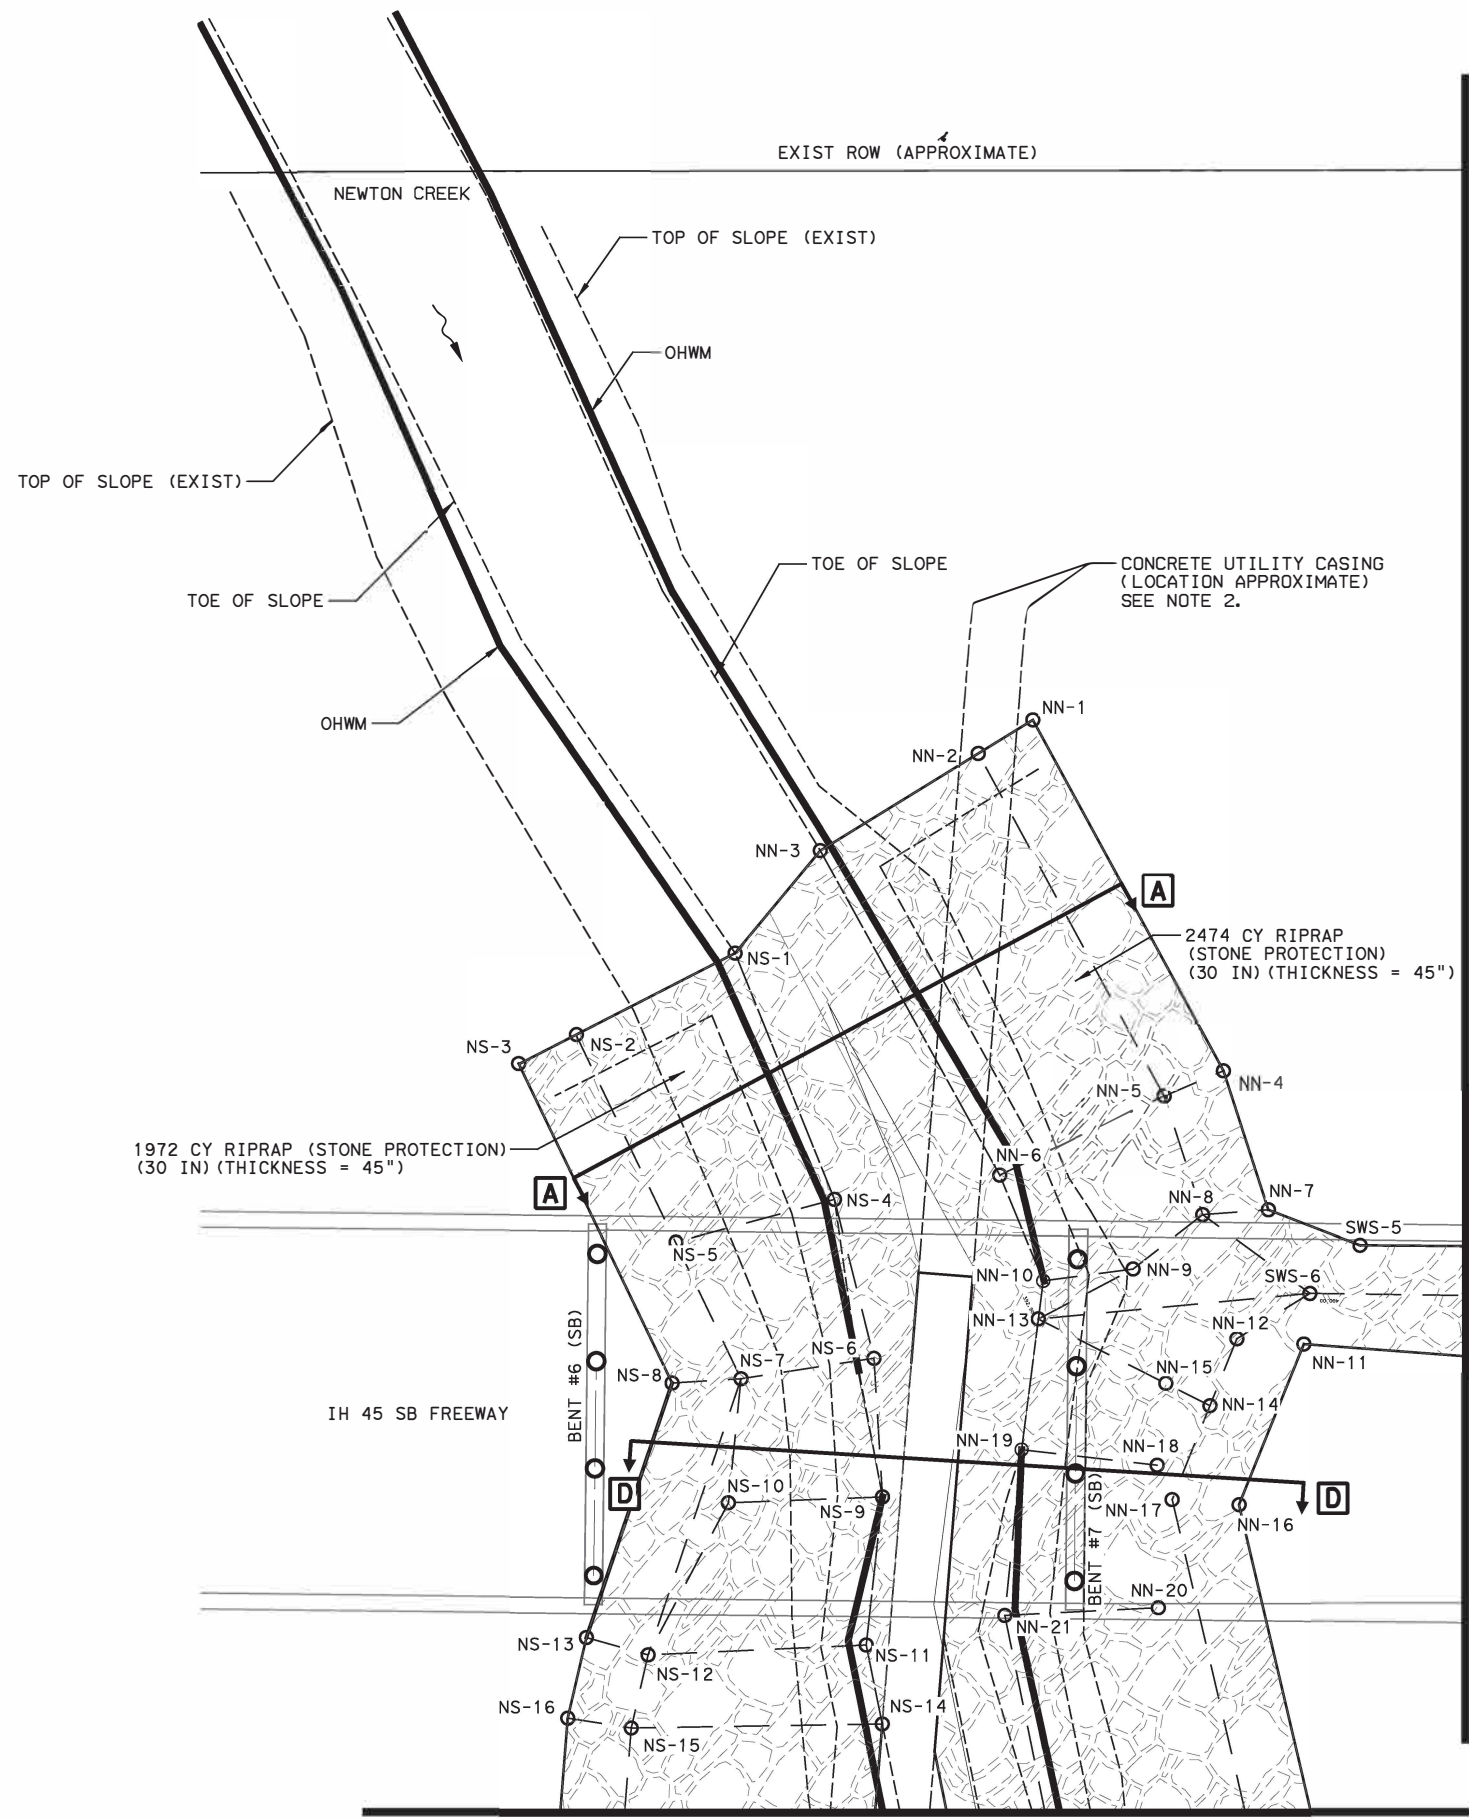 EXIST ROW (APPROXIMATE)
NEWTON CREEK
TOP OF SLOPE (EXIST)
OHWM
TOP OF SLOPE (EXIST)
TOE OF SLOPE
CONCRETE UTILITY CASING
(LOCATION APPROXIMATE)
SEE NOTE 2.
TOE OF SLOPE
OHWM
NN-1
NN-2
NN-3
A
2474 CY RIPRAP
(STONE PROTECTION)
(30 IN) (THICKNESS = 45")
NS-1
NS-3
NS-2
NN-5
NN-4
1972 CY RIPRAP (STONE PROTECTION)
(30 IN) (THICKNESS = 45")
NN-6
A
NS-4
NN-8
NN-7
SWS-5
NS-5
NN-10
NN-9
SWS-6
NN-13
NN-12
NS-6
NS-7
NS-8
NN-11
NN-15
NN-14
BENT #6 (SB)
IH 45 SB FREEWAY
NN-19
NN-18
D
NS-10
NS-9
NN-17
D
NN-16
BENT #7 (SB)
NN-20
NN-21
NS-13
NS-11
NS-12
NS-16
NS-14
NS-15